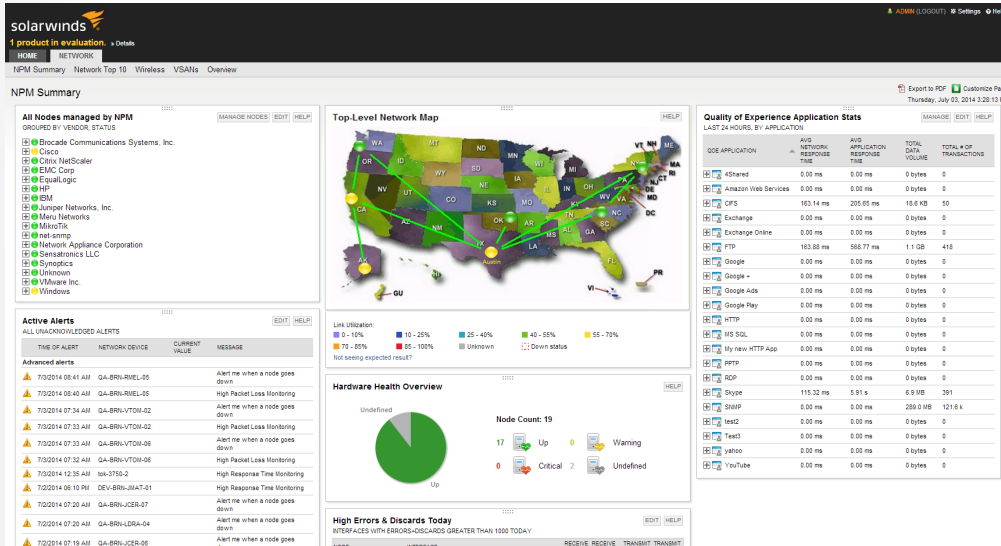 solarwinds
ADMIN (LOGOUT) Settings Hel
1 product in evaluation. » Details
HOME NETWORK
NPM Summary Network Top 10 Wireless VSANs Overview
NPM Summary
Export to PDF Customize Pa
Thursday, July 03, 2014 3:28:13
All Nodes managed by NPM
MANAGE NODES EDIT HELP
GROUPED BY VENDOR, STATUS
Brocade Communications Systems, Inc.
Cisco
Citrix NetScaler
EMC Corp
EqualLogic
HP
IBM
Juniper Networks, Inc.
Meru Networks
MikroTik
net-snmp
Network Appliance Corporation
Sensatronics LLC
Synoptics
Unknown
VMware Inc.
Windows
Active Alerts
EDIT HELP
ALL UNACKNOWLEDGED ALERTS
TIME OF ALERT NETWORK DEVICE CURRENT VALUE MESSAGE
Advanced alerts
7/3/2014 08:41 AM QA-BRN-RMEL-05 Alert me when a node goes down
7/3/2014 08:40 AM QA-BRN-RMEL-05 High Packet Loss Monitoring
7/3/2014 07:34 AM QA-BRN-VTOM-02 Alert me when a node goes down
7/3/2014 07:33 AM QA-BRN-VTOM-02 High Packet Loss Monitoring
7/3/2014 07:33 AM QA-BRN-VTOM-06 Alert me when a node goes down
7/3/2014 07:32 AM QA-BRN-VTOM-06 High Packet Loss Monitoring
7/3/2014 12:35 AM tok-3750-2 High Response Time Monitoring
7/2/2014 06:10 PM DEV-BRN-JMAT-01 High Response Time Monitoring
7/2/2014 07:20 AM QA-BRN-JCER-07 Alert me when a node goes down
7/2/2014 07:20 AM QA-BRN-LDRA-04 Alert me when a node goes down
7/2/2014 07:19 AM QA-BRN-JCER-06 Alert me when a node goes
Top-Level Network Map
HELP
WA MT ND MN WI MI VT NH ME
OR ID WY SD IA NY MA
RI
CT
NJ
NV UT CO NE KS MO IL IN OH PA DE
WV VA MD
CA AZ NM OK AR TN NC DC
SC
TX LA MS AL GA
Austin
AK HI FL
GU VI PR
Link Utilization:
0 - 10% 10 - 25% 25 - 40% 40 - 55% 55 - 70%
70 - 85% 85 - 100% Unknown Down status
Not seeing expected result?
Hardware Health Overview
HELP
Undefined
Up
Node Count: 19
17 Up 0 Warning
0 Critical 2 Undefined
High Errors & Discards Today
EDIT HELP
INTERFACES WITH ERRORS+DISCARDS GREATER THAN 1000 TODAY
NODE INTERFACE RECEIVE RECEIVE TRANSMIT TRANSMIT
Quality of Experience Application Stats
MANAGE EDIT HELP
LAST 24 HOURS, BY APPLICATION
QOE APPLICATION AVG NETWORK RESPONSE TIME AVG APPLICATION RESPONSE TIME TOTAL DATA VOLUME TOTAL # OF TRANSACTIONS
4Shared 0.00 ms 0.00 ms 0 bytes 0
Amazon Web Services 0.00 ms 0.00 ms 0 bytes 0
CIFS 163.14 ms 205.65 ms 18.6 KB 50
Exchange 0.00 ms 0.00 ms 0 bytes 0
Exchange Online 0.00 ms 0.00 ms 0 bytes 0
FTP 163.88 ms 568.77 ms 1.1 GB 418
Google 0.00 ms 0.00 ms 0 bytes 0
Google + 0.00 ms 0.00 ms 0 bytes 0
Google Ads 0.00 ms 0.00 ms 0 bytes 0
Google Play 0.00 ms 0.00 ms 0 bytes 0
HTTP 0.00 ms 0.00 ms 0 bytes 0
MS SQL 0.00 ms 0.00 ms 0 bytes 0
My new HTTP App 0.00 ms 0.00 ms 0 bytes 0
PPTP 0.00 ms 0.00 ms 0 bytes 0
RDP 0.00 ms 0.00 ms 0 bytes 0
Skype 115.32 ms 5.91 s 6.9 MB 391
SNMP 0.00 ms 0.00 ms 289.0 MB 121.6 k
test2 0.00 ms 0.00 ms 0 bytes 0
Test3 0.00 ms 0.00 ms 0 bytes 0
yahoo 0.00 ms 0.00 ms 0 bytes 0
YouTube 0.00 ms 0.00 ms 0 bytes 0